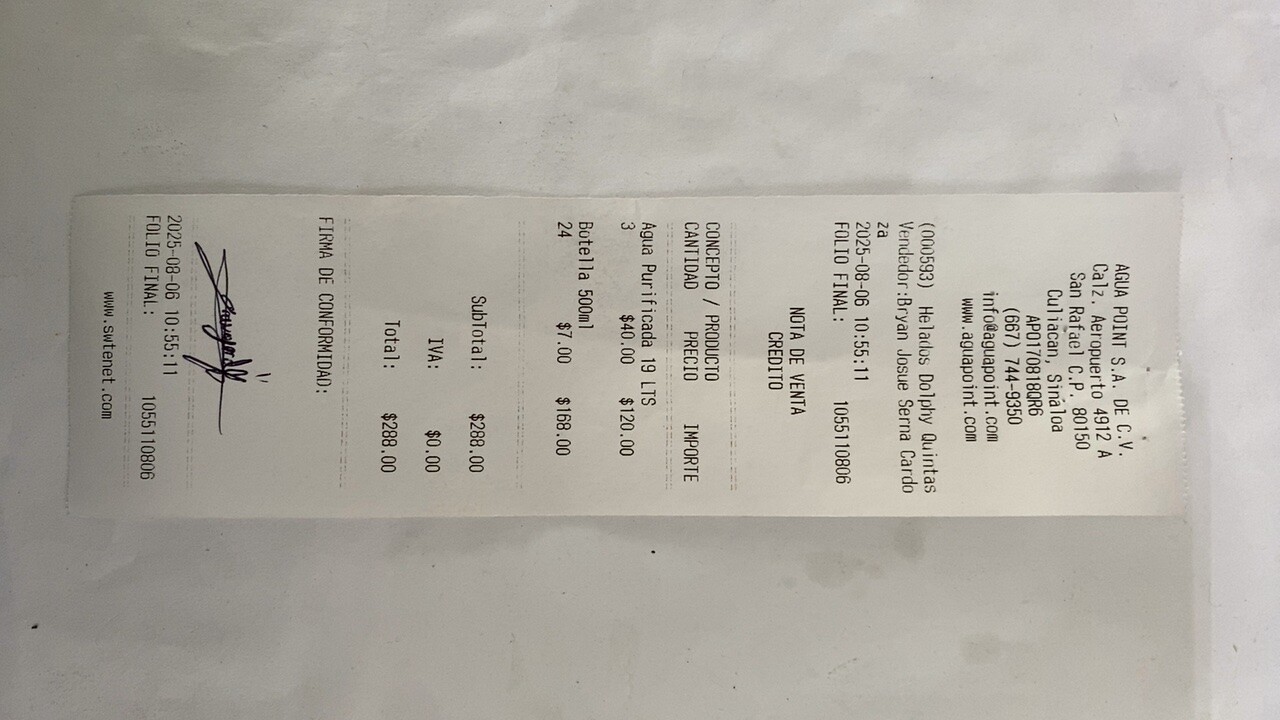 AGUA POINT S.A. DE C.V.
Calz. Aeropuerto 4912 A
San Rafael C.P. 80150
Culiacan, Sinaloa
APO170818QR6
(667) 744-9350
info@aguapoint.com
www.aguapoint.com
(000593) Helados Dolphy Quintas
Vendedor:Bryan Josue Serna Cardo
za
2025-08-06 10:55:11
FOLIO FINAL: 1055110806
NOTA DE VENTA
CREDITO
CONCEPTO / PRODUCTO
CANTIDAD PRECIO IMPORTE
Agua Purificada 19 LTS
3 $40.00 $120.00
Botella 500ml
24 $7.00 $168.00
SubTotal: $288.00
IVA: $0.00
Total: $288.00
FIRMA DE CONFORMIDAD:
2025-08-06 10:55:11
FOLIO FINAL: 1055110806
www.swtenet.com